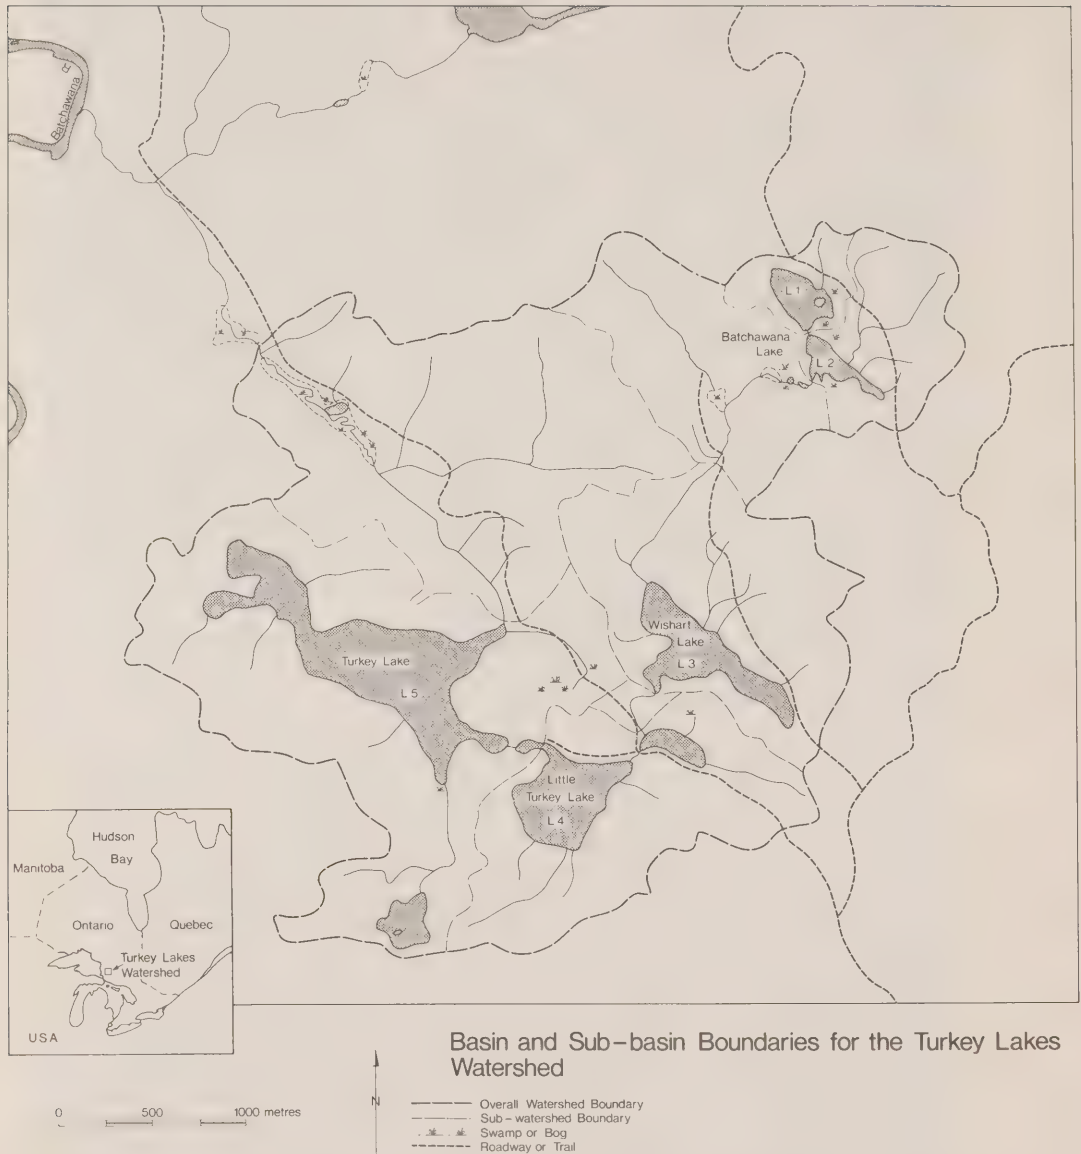 Batchawana
L 1
Batchawana
Lake
L 2
Wishart
Lake
L 3
Turkey Lake
L 5
Little
Turkey Lake
L 4
Hudson
Bay
Manitoba
Ontario
Quebec
Turkey Lakes
Watershed
USA
Basin and Sub-basin Boundaries for the Turkey Lakes
Watershed
0 500 1000 metres
N
Overall Watershed Boundary
Sub-watershed Boundary
Swamp or Bog
Roadway or Trail